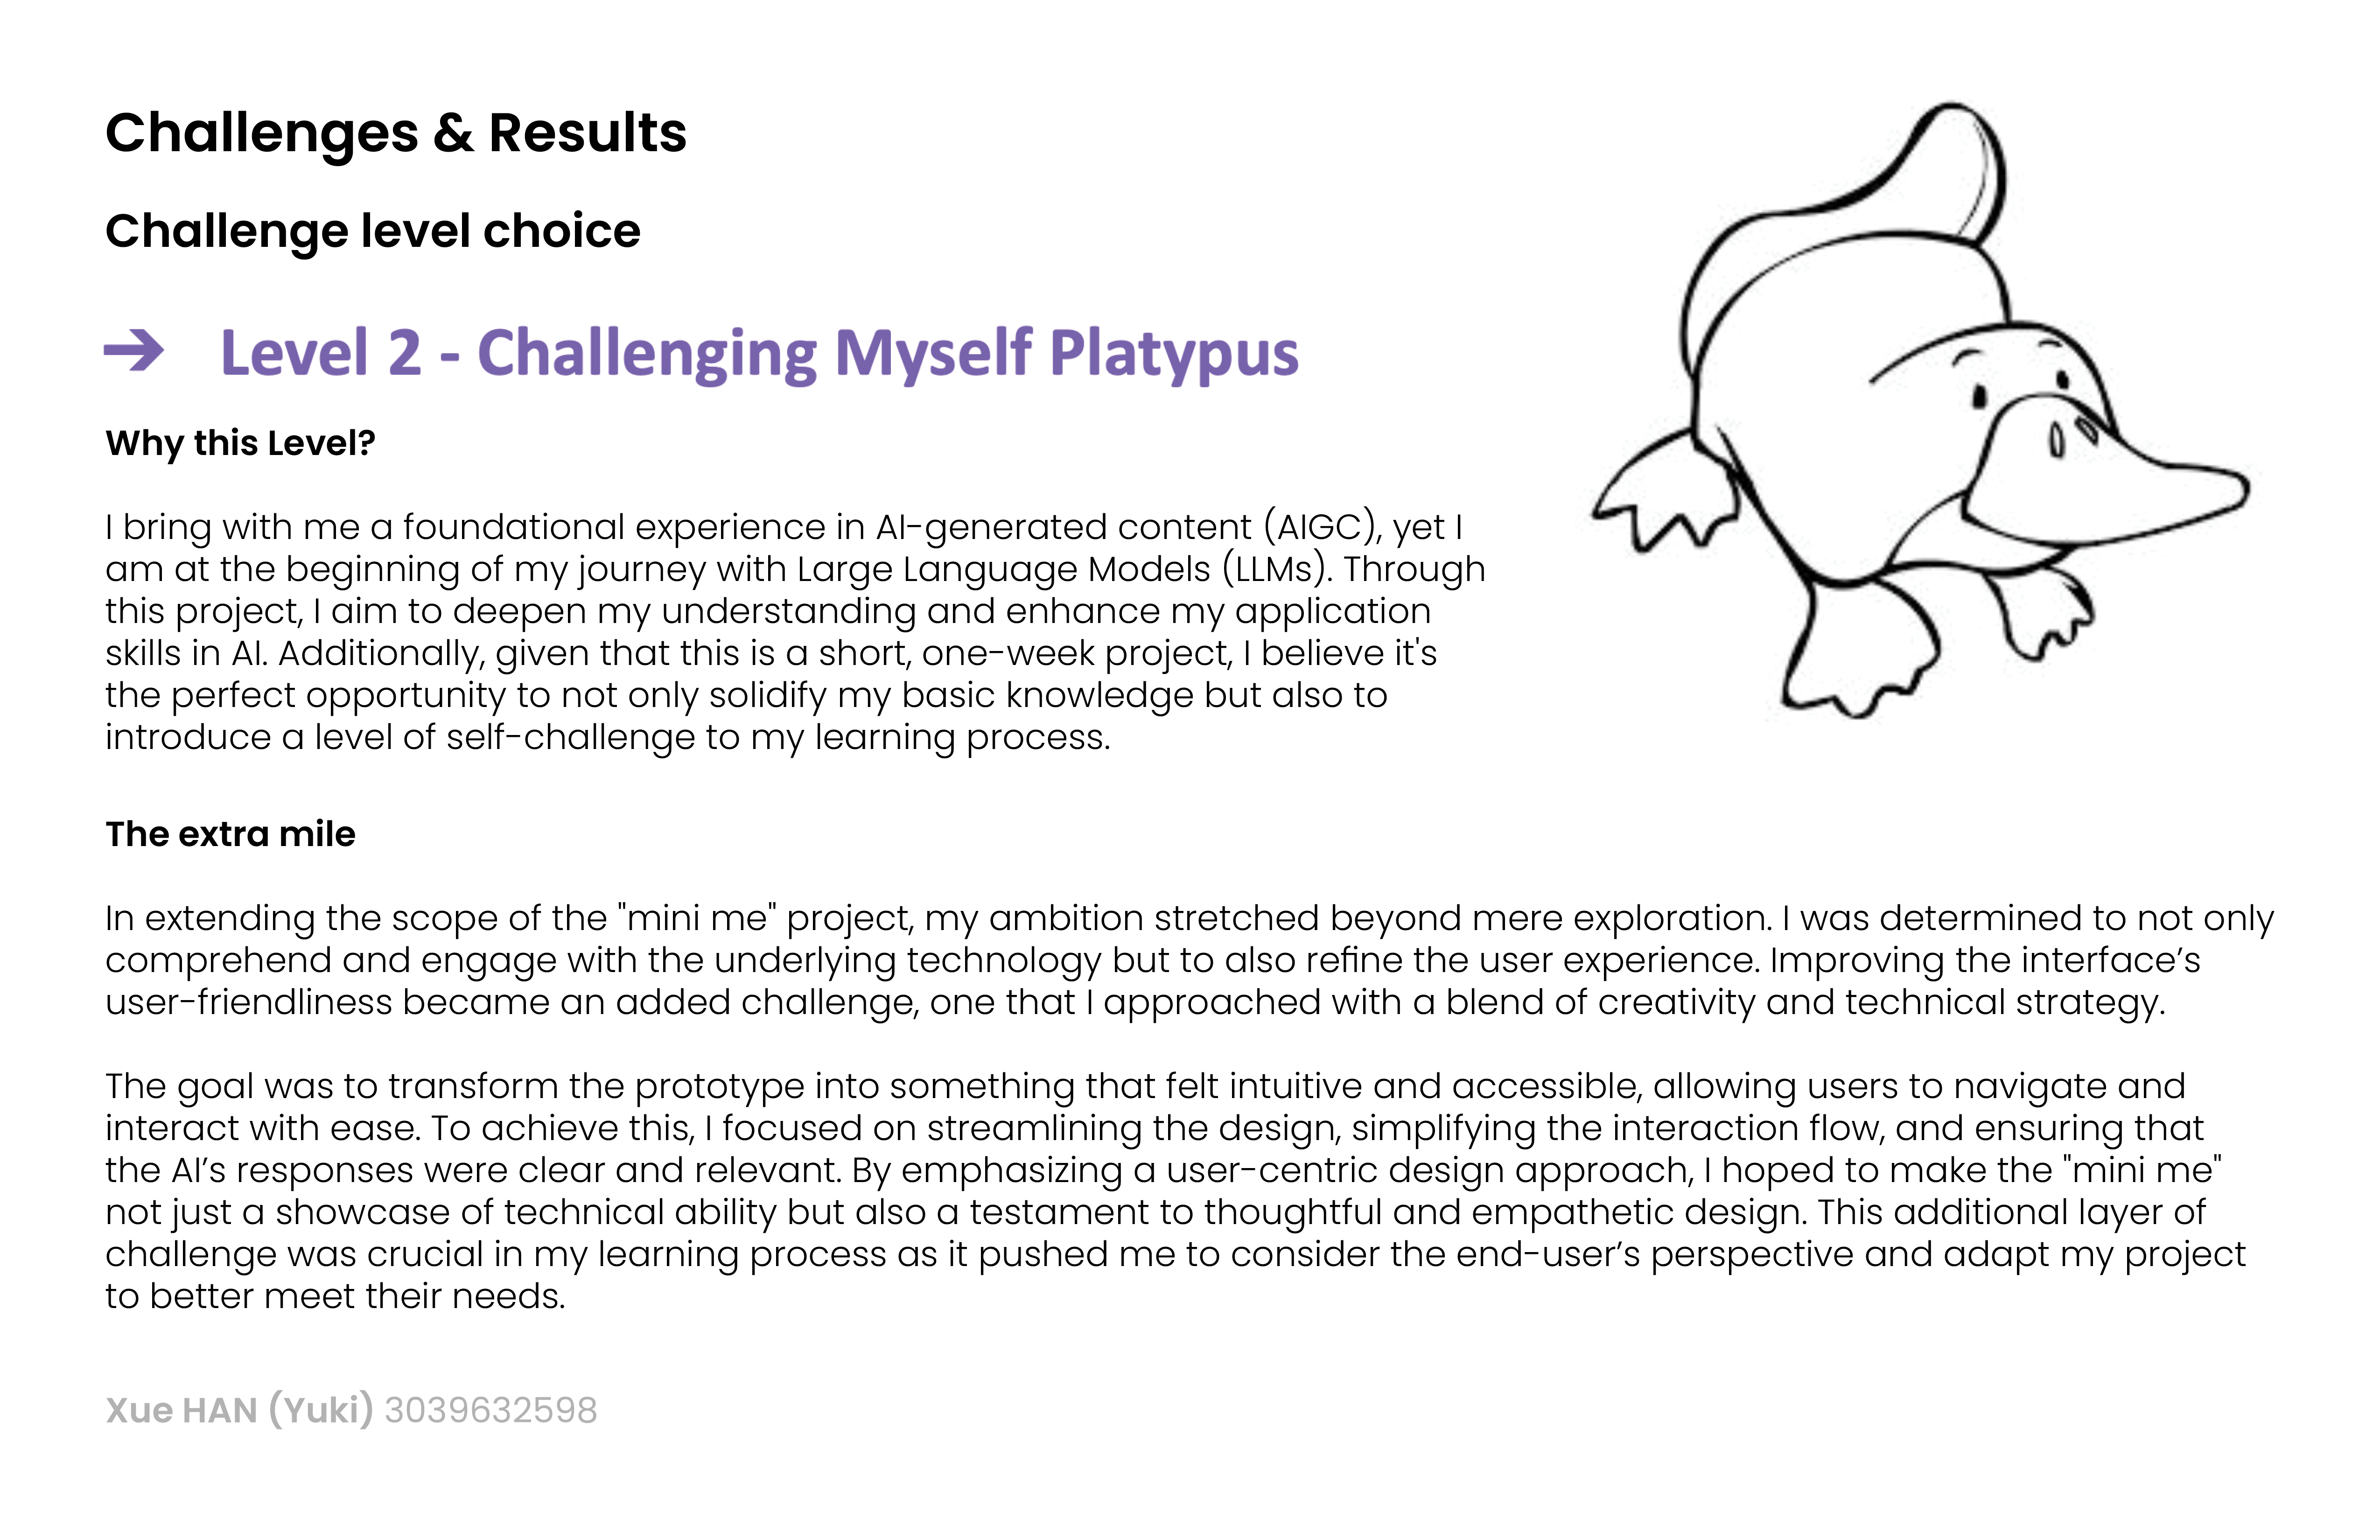 Challenges & Results
Challenge level choice
→ Level 2 - Challenging Myself Platypus
Why this Level?
I bring with me a foundational experience in AI-generated content (AIGC), yet I
am at the beginning of my journey with Large Language Models (LLMs). Through
this project, I aim to deepen my understanding and enhance my application
skills in AI. Additionally, given that this is a short, one-week project, I believe it's
the perfect opportunity to not only solidify my basic knowledge but also to
introduce a level of self-challenge to my learning process.
The extra mile
In extending the scope of the "mini me" project, my ambition stretched beyond mere exploration. I was determined to not only
comprehend and engage with the underlying technology but to also refine the user experience. Improving the interface’s
user-friendliness became an added challenge, one that I approached with a blend of creativity and technical strategy.
The goal was to transform the prototype into something that felt intuitive and accessible, allowing users to navigate and
interact with ease. To achieve this, I focused on streamlining the design, simplifying the interaction flow, and ensuring that
the AI’s responses were clear and relevant. By emphasizing a user-centric design approach, I hoped to make the "mini me"
not just a showcase of technical ability but also a testament to thoughtful and empathetic design. This additional layer of
challenge was crucial in my learning process as it pushed me to consider the end-user’s perspective and adapt my project
to better meet their needs.
Xue HAN (Yuki) 3039632598